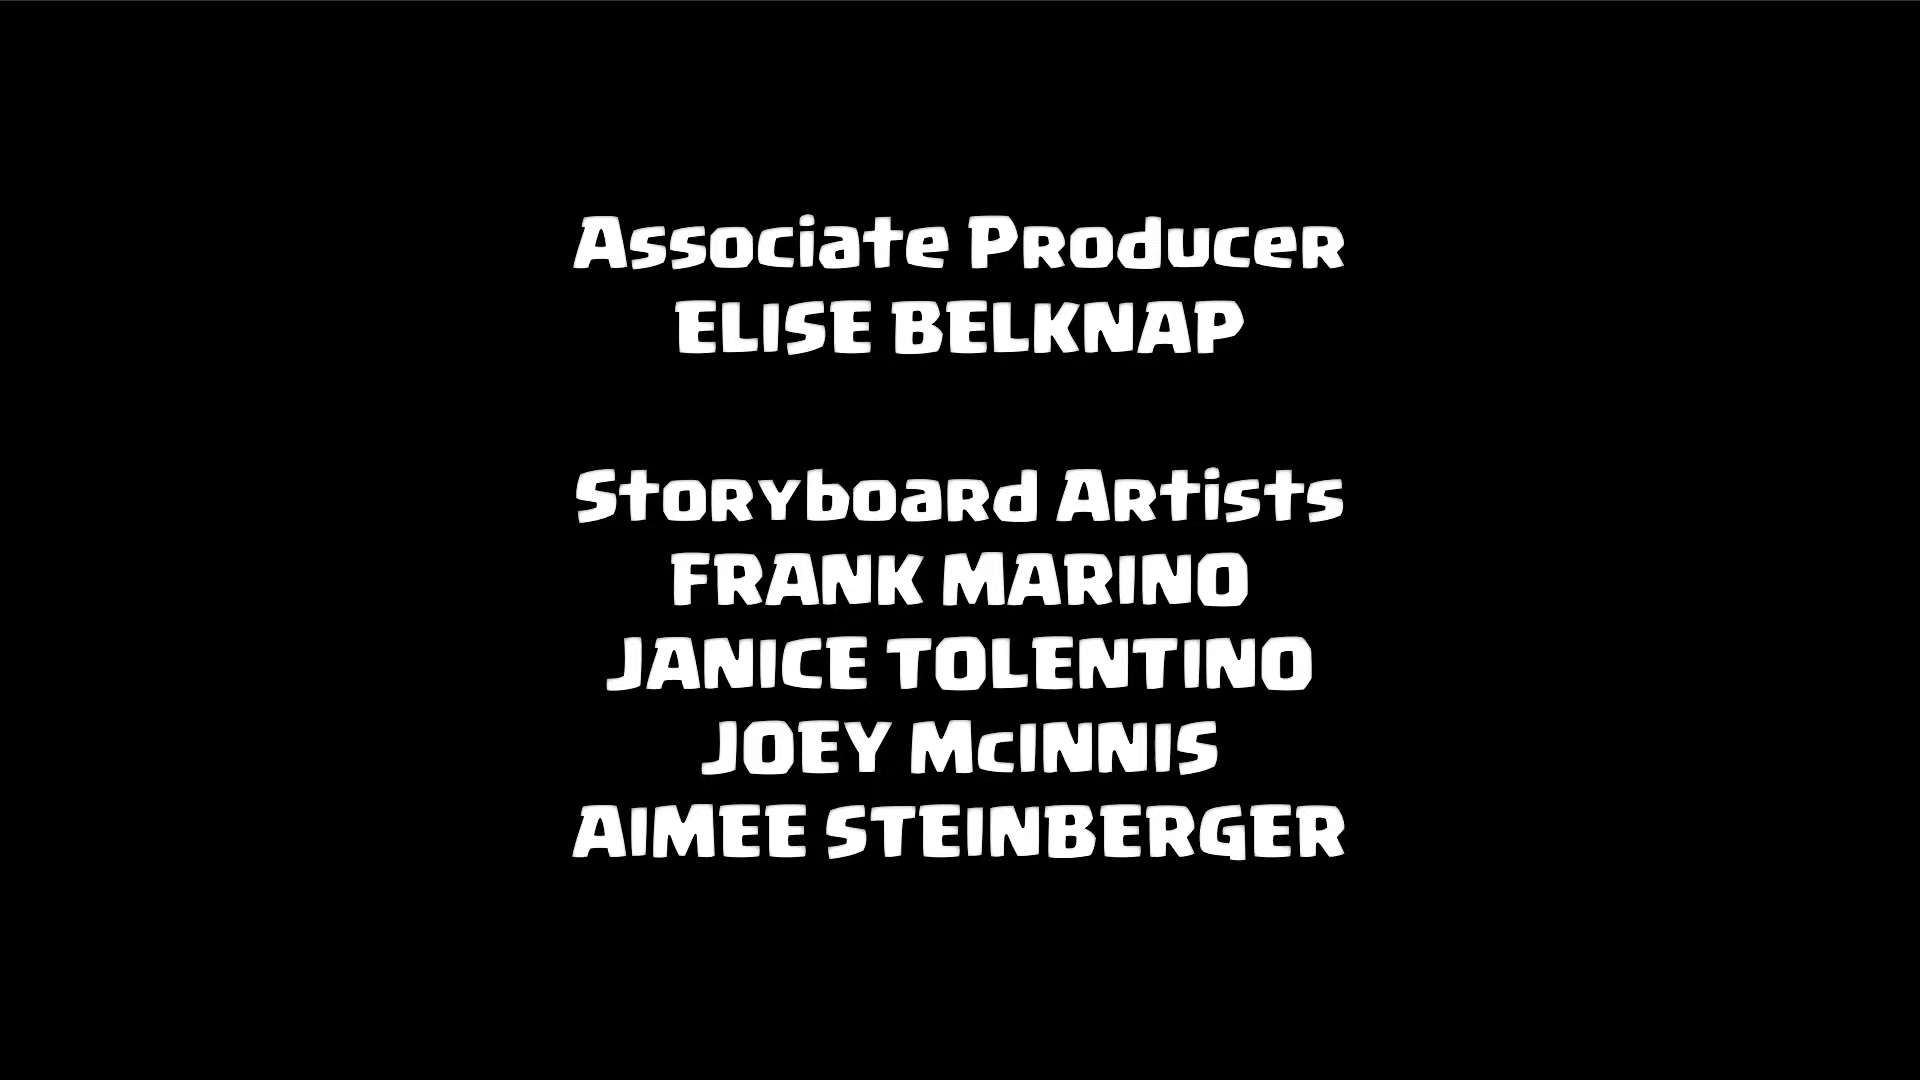 Associate Producer
ELISE BELKNAP
Storyboard Artists
FRANK MARINO
JANICE TOLENTINO
JOEY McINNIS
AIMEE STEINBERGER